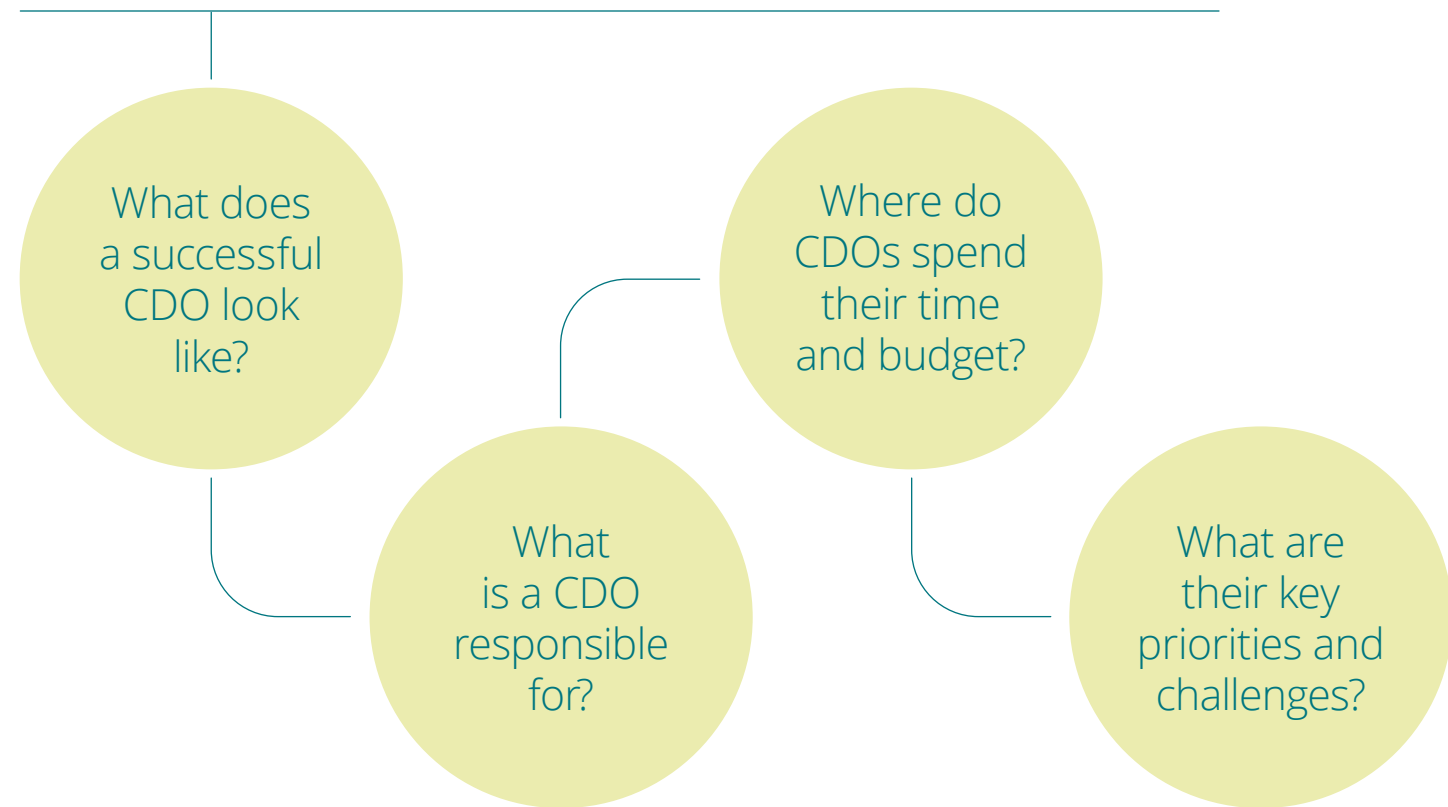 What does
a successful
CDO look
like?
What
is a CDO
responsible
for?
Where do
CDOs spend
their time
and budget?
What are
their key
priorities and
challenges?